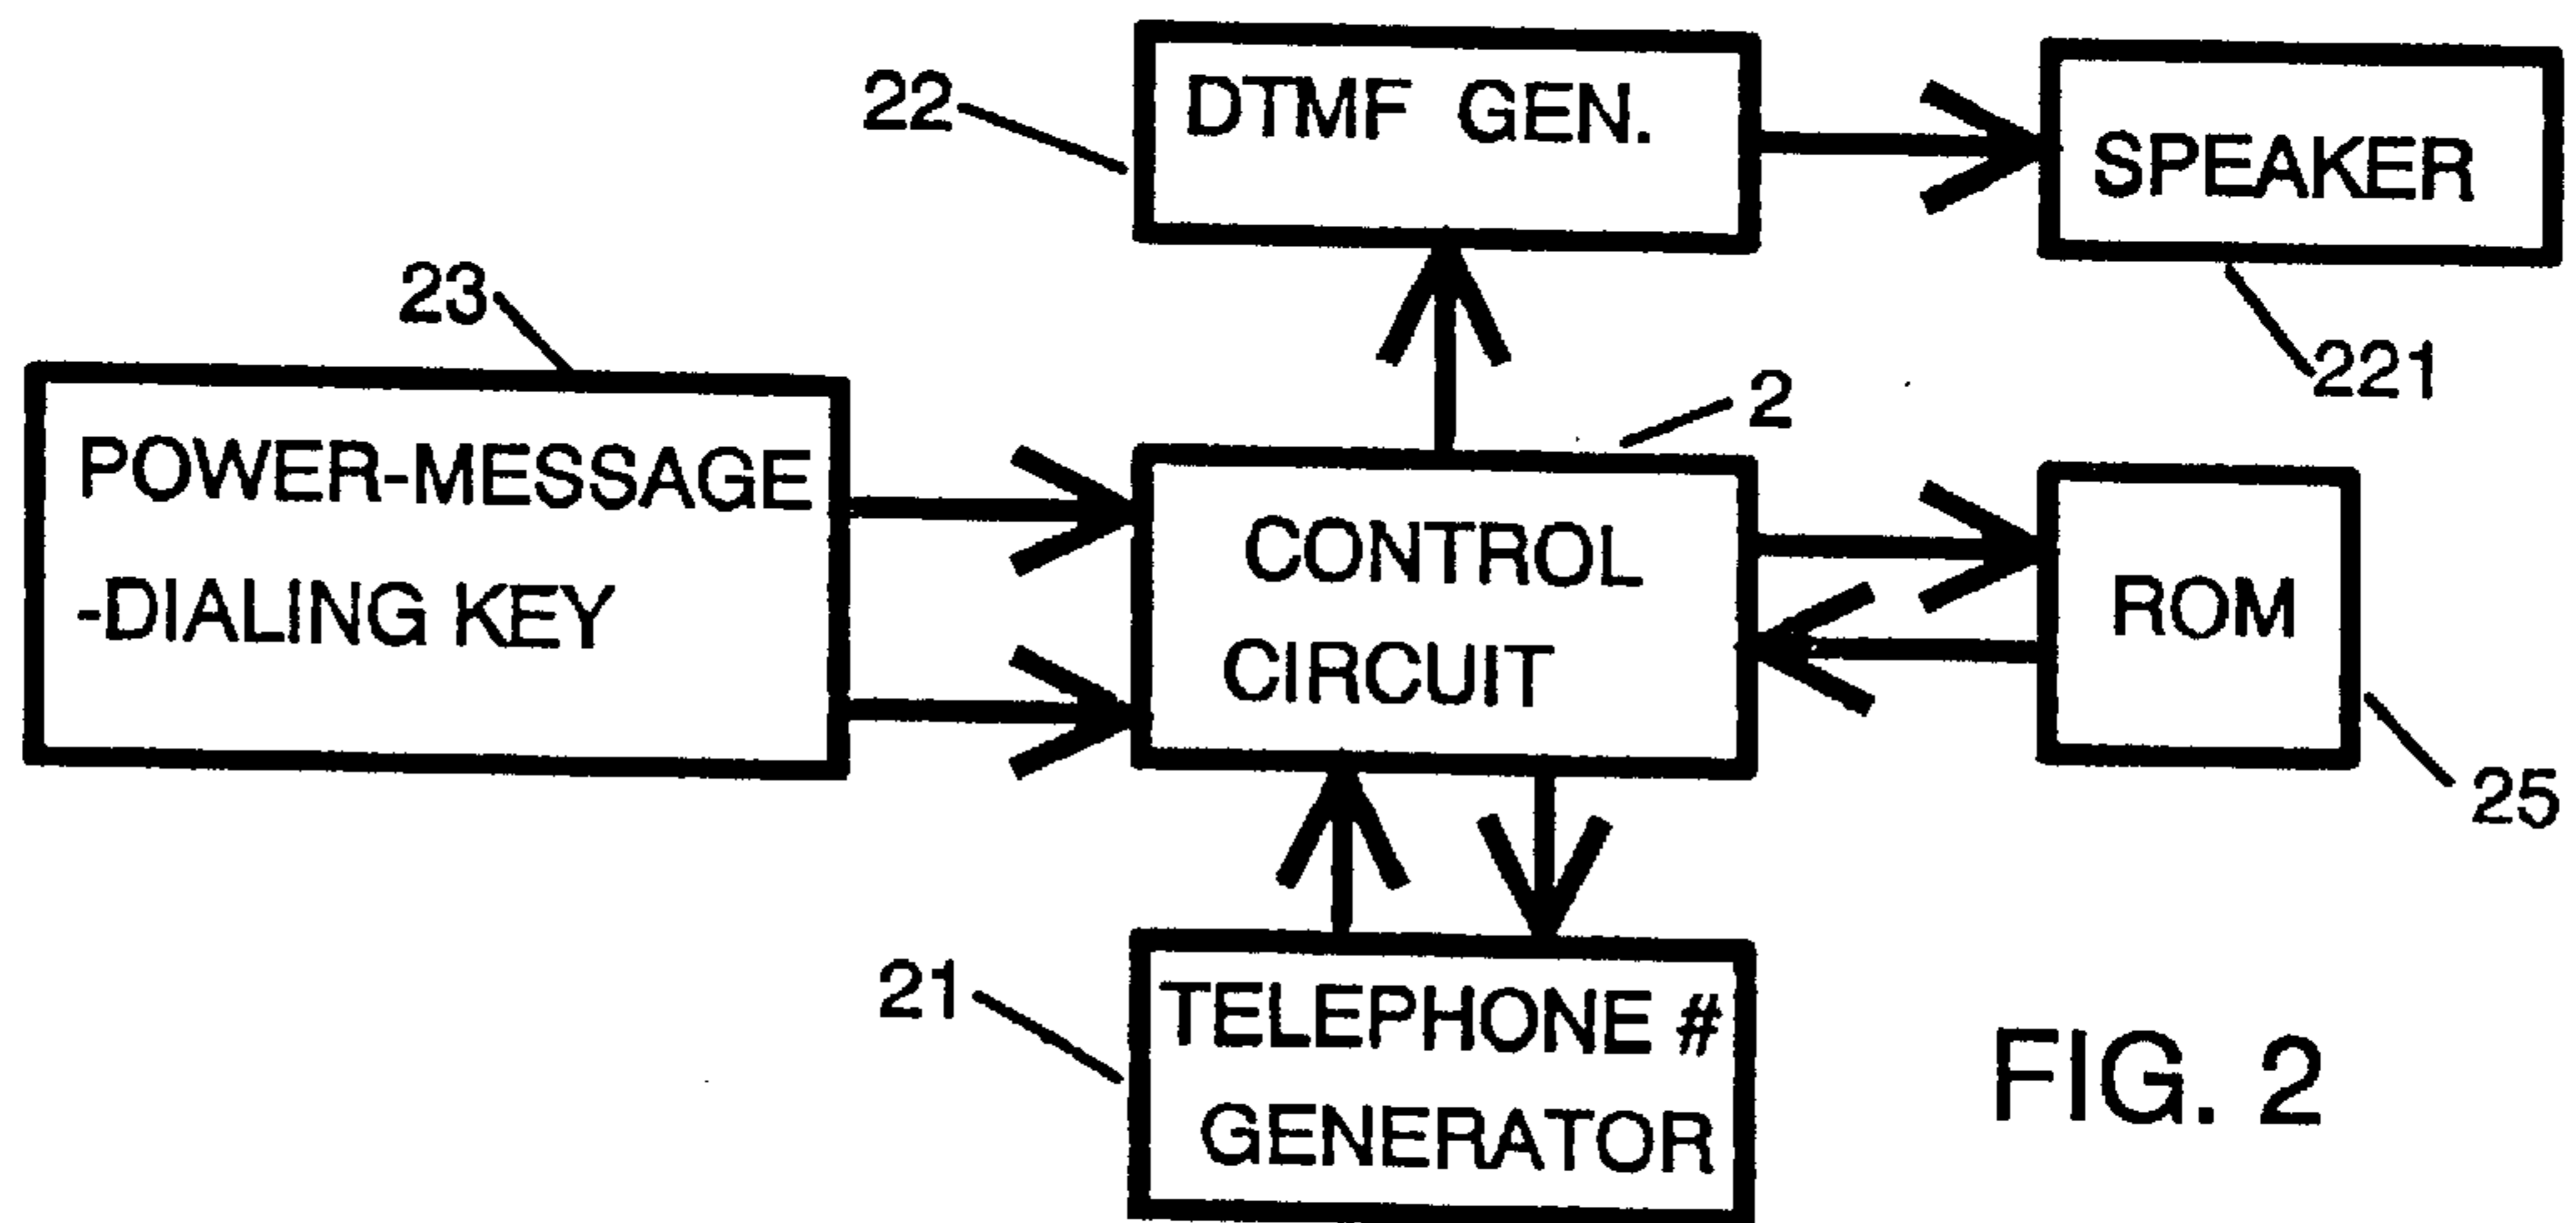 22
DTMF GEN.
SPEAKER
221
23
POWER-MESSAGE
-DIALING KEY
2
CONTROL
CIRCUIT
ROM
25
21
TELEPHONE #
GENERATOR
FIG. 2